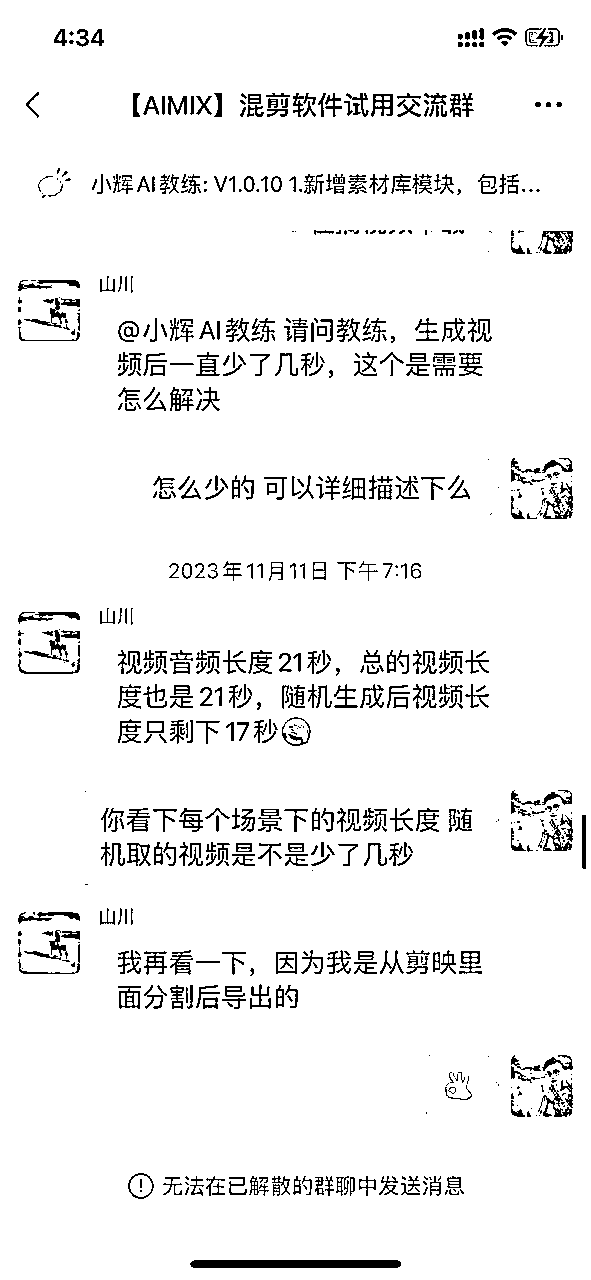 4:34
【AIMIX】混剪软件试用交流群
小辉AI教练: V1.0.10 1.新增素材库模块，包括...
山川
@小辉AI教练 请问教练，生成视
频后一直少了几秒，这个是需要
怎么解决
怎么少的 可以详细描述下么
2023年11月11日 下午7:16
山川
视频音频长度21秒，总的视频长
度也是21秒，随机生成后视频长
度只剩下17秒
你看下每个场景下的视频长度 随
机取的视频是不是少了几秒
山川
我再看一下，因为我是从剪映里
面分割后导出的
无法在已解散的群聊中发送消息